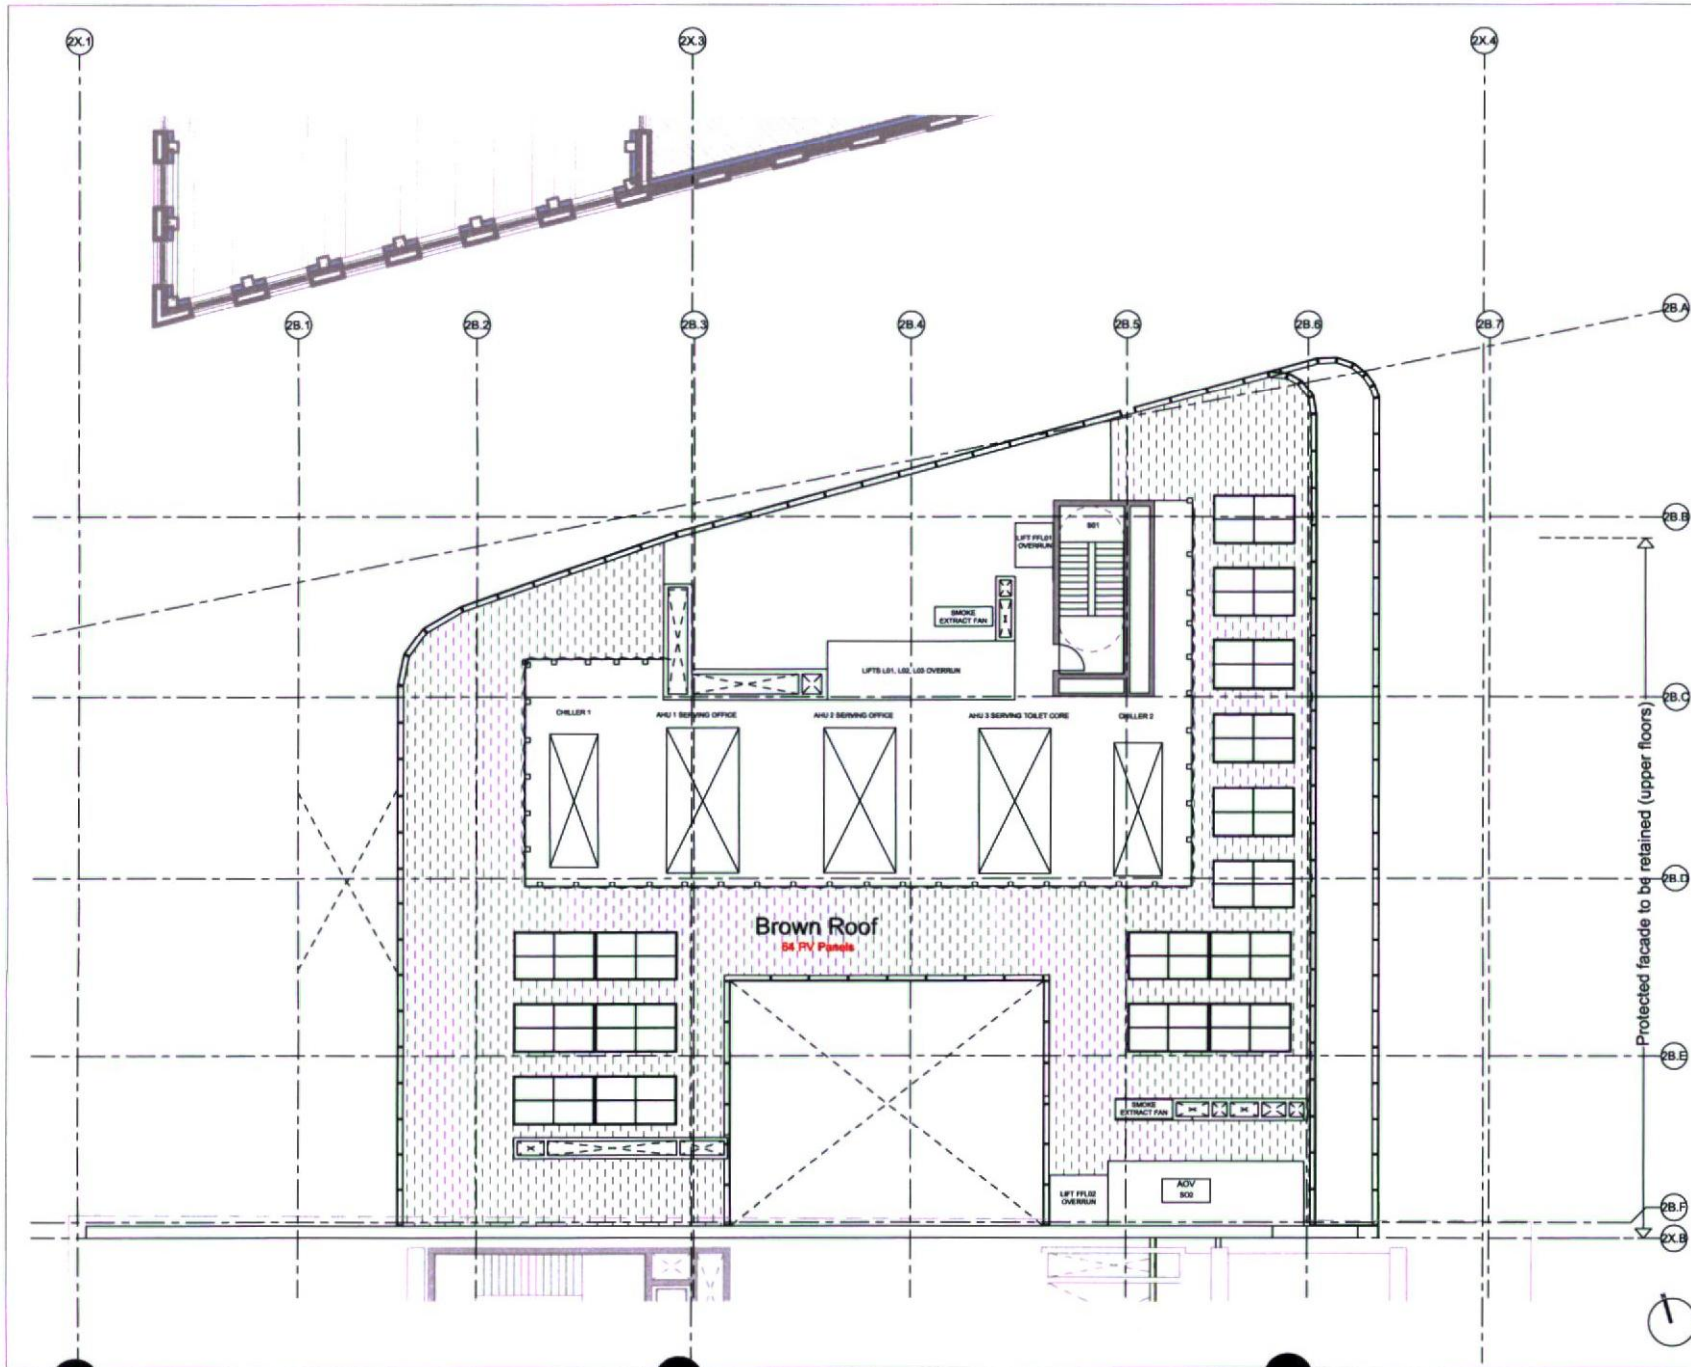 2X.1
2X.3
2X.4
2B.A
2B.1
2B.2
2B.3
2B.4
2B.5
2B.6
2B.7
2B.B
S01
LIFT FFL01
OVERRUN
SMOKE
EXTRACT FAN
LIFTS L01, L02, L03 OVERRUN
2B.C
CHILLER 1
AHU 1 SERVING OFFICE
AHU 2 SERVING OFFICE
AHU 3 SERVING TOILET CORE
CHILLER 2
Protected facade to be retained (upper floors)
2B.D
Brown Roof
64 PV Panels
2B.E
SMOKE
EXTRACT FAN
LIFT FFL02
OVERRUN
AOV
SO2
2B.F
2X.B